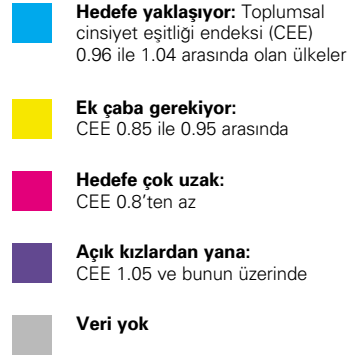 Hedefe yaklaşıyor: Toplumsal
cinsiyet eşitliği endeksi (CEE)
0.96 ile 1.04 arasında olan ülkeler
Ek çaba gerekiyor:
CEE 0.85 ile 0.95 arasında
Hedefe çok uzak:
CEE 0.8’ten az
Açık kızlardan yana:
CEE 1.05 ve bunun üzerinde
Veri yok